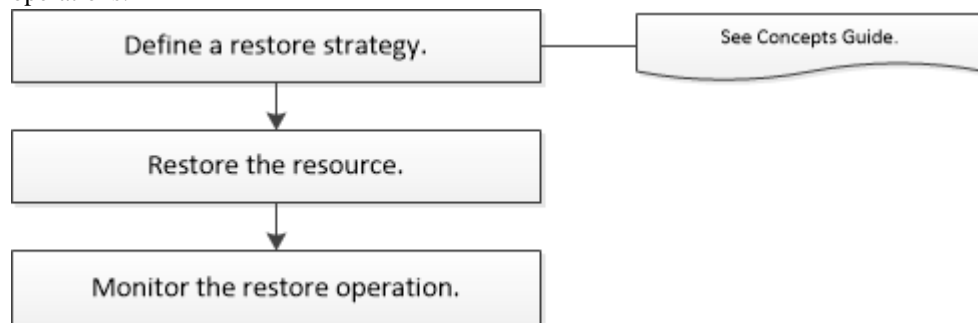 Define a restore strategy.
See Concepts Guide.
Restore the resource.
Monitor the restore operation.